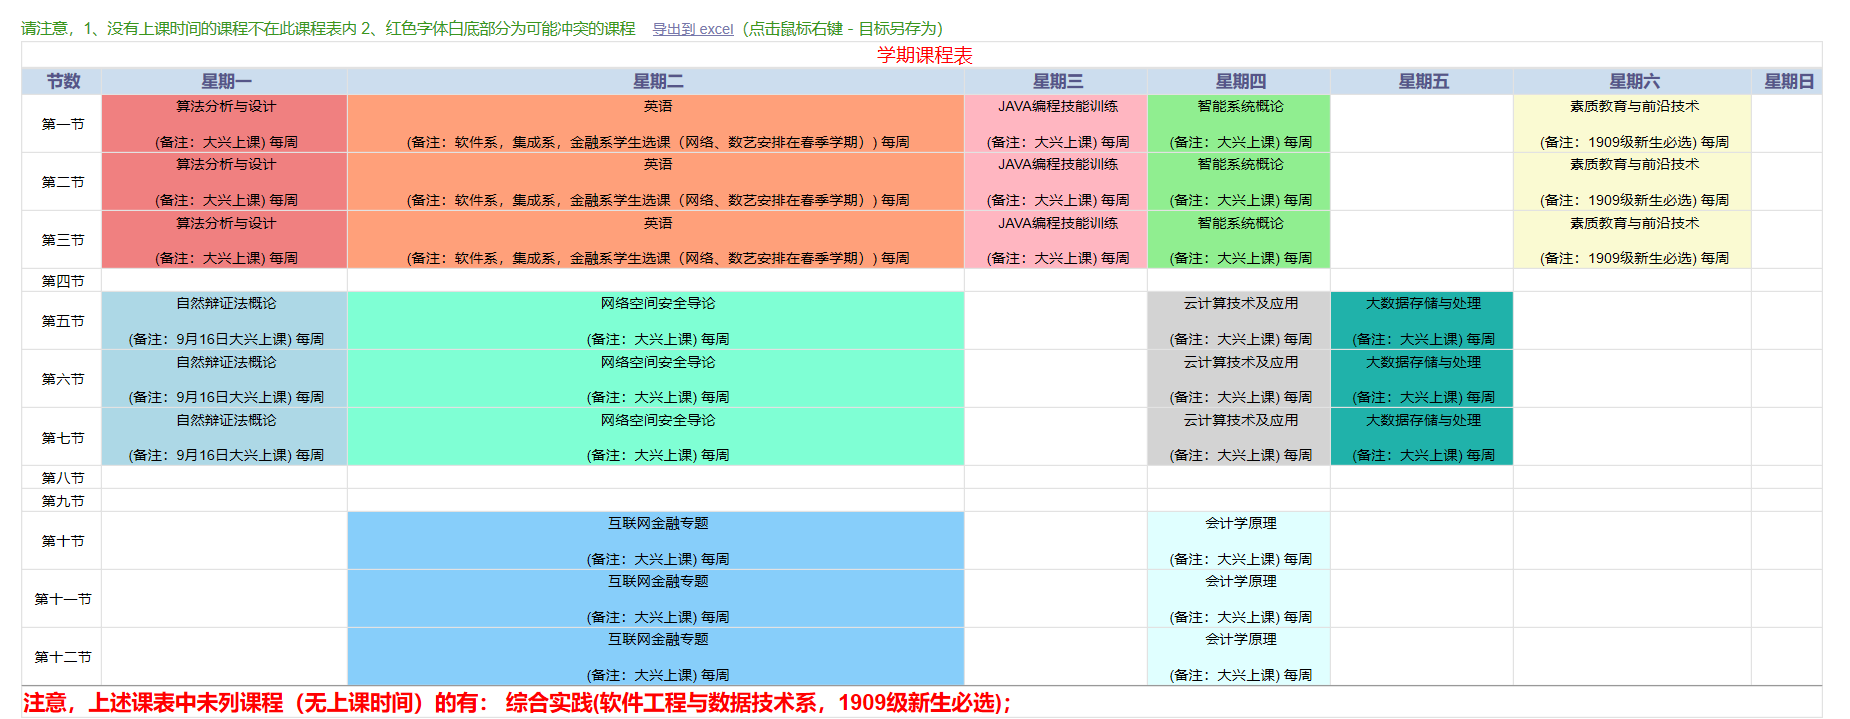 请注意，1、没有上课时间的课程不在此课程表内 2、红色字体白底部分为可能冲突的课程 导出到 excel（点击鼠标右键 - 目标另存为）
学期课程表
节数 星期一 星期二 星期三 星期四 星期五 星期六 星期日
算法分析与设计 英语 JAVA编程技能训练 智能系统概论 素质教育与前沿技术
第一节
(备注：大兴上课) 每周 (备注：软件系，集成系，金融系学生选课（网络、数艺安排在春季学期）) 每周 (备注：大兴上课) 每周 (备注：大兴上课) 每周 (备注：1909级新生必选) 每周
算法分析与设计 英语 JAVA编程技能训练 智能系统概论 素质教育与前沿技术
第二节
(备注：大兴上课) 每周 (备注：软件系，集成系，金融系学生选课（网络、数艺安排在春季学期）) 每周 (备注：大兴上课) 每周 (备注：大兴上课) 每周 (备注：1909级新生必选) 每周
算法分析与设计 英语 JAVA编程技能训练 智能系统概论 素质教育与前沿技术
第三节
(备注：大兴上课) 每周 (备注：软件系，集成系，金融系学生选课（网络、数艺安排在春季学期）) 每周 (备注：大兴上课) 每周 (备注：大兴上课) 每周 (备注：1909级新生必选) 每周
第四节
自然辩证法概论 网络空间安全导论 云计算技术及应用 大数据存储与处理
第五节
(备注：9月16日大兴上课) 每周 (备注：大兴上课) 每周 (备注：大兴上课) 每周 (备注：大兴上课) 每周
自然辩证法概论 网络空间安全导论 云计算技术及应用 大数据存储与处理
第六节
(备注：9月16日大兴上课) 每周 (备注：大兴上课) 每周 (备注：大兴上课) 每周 (备注：大兴上课) 每周
自然辩证法概论 网络空间安全导论 云计算技术及应用 大数据存储与处理
第七节
(备注：9月16日大兴上课) 每周 (备注：大兴上课) 每周 (备注：大兴上课) 每周 (备注：大兴上课) 每周
第八节
第九节
互联网金融专题 会计学原理
第十节
(备注：大兴上课) 每周 (备注：大兴上课) 每周
互联网金融专题 会计学原理
第十一节
(备注：大兴上课) 每周 (备注：大兴上课) 每周
互联网金融专题 会计学原理
第十二节
(备注：大兴上课) 每周 (备注：大兴上课) 每周
注意，上述课表中未列课程（无上课时间）的有： 综合实践(软件工程与数据技术系，1909级新生必选)；